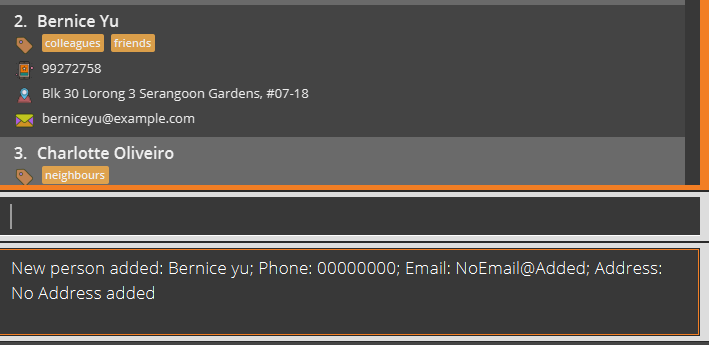 2. Bernice Yu
colleagues friends
99272758
Blk 30 Lorong 3 Serangoon Gardens, #07-18
berniceyu@example.com
3. Charlotte Oliveiro
neighbours
New person added: Bernice yu; Phone: 00000000; Email: NoEmail@Added; Address:
No Address added